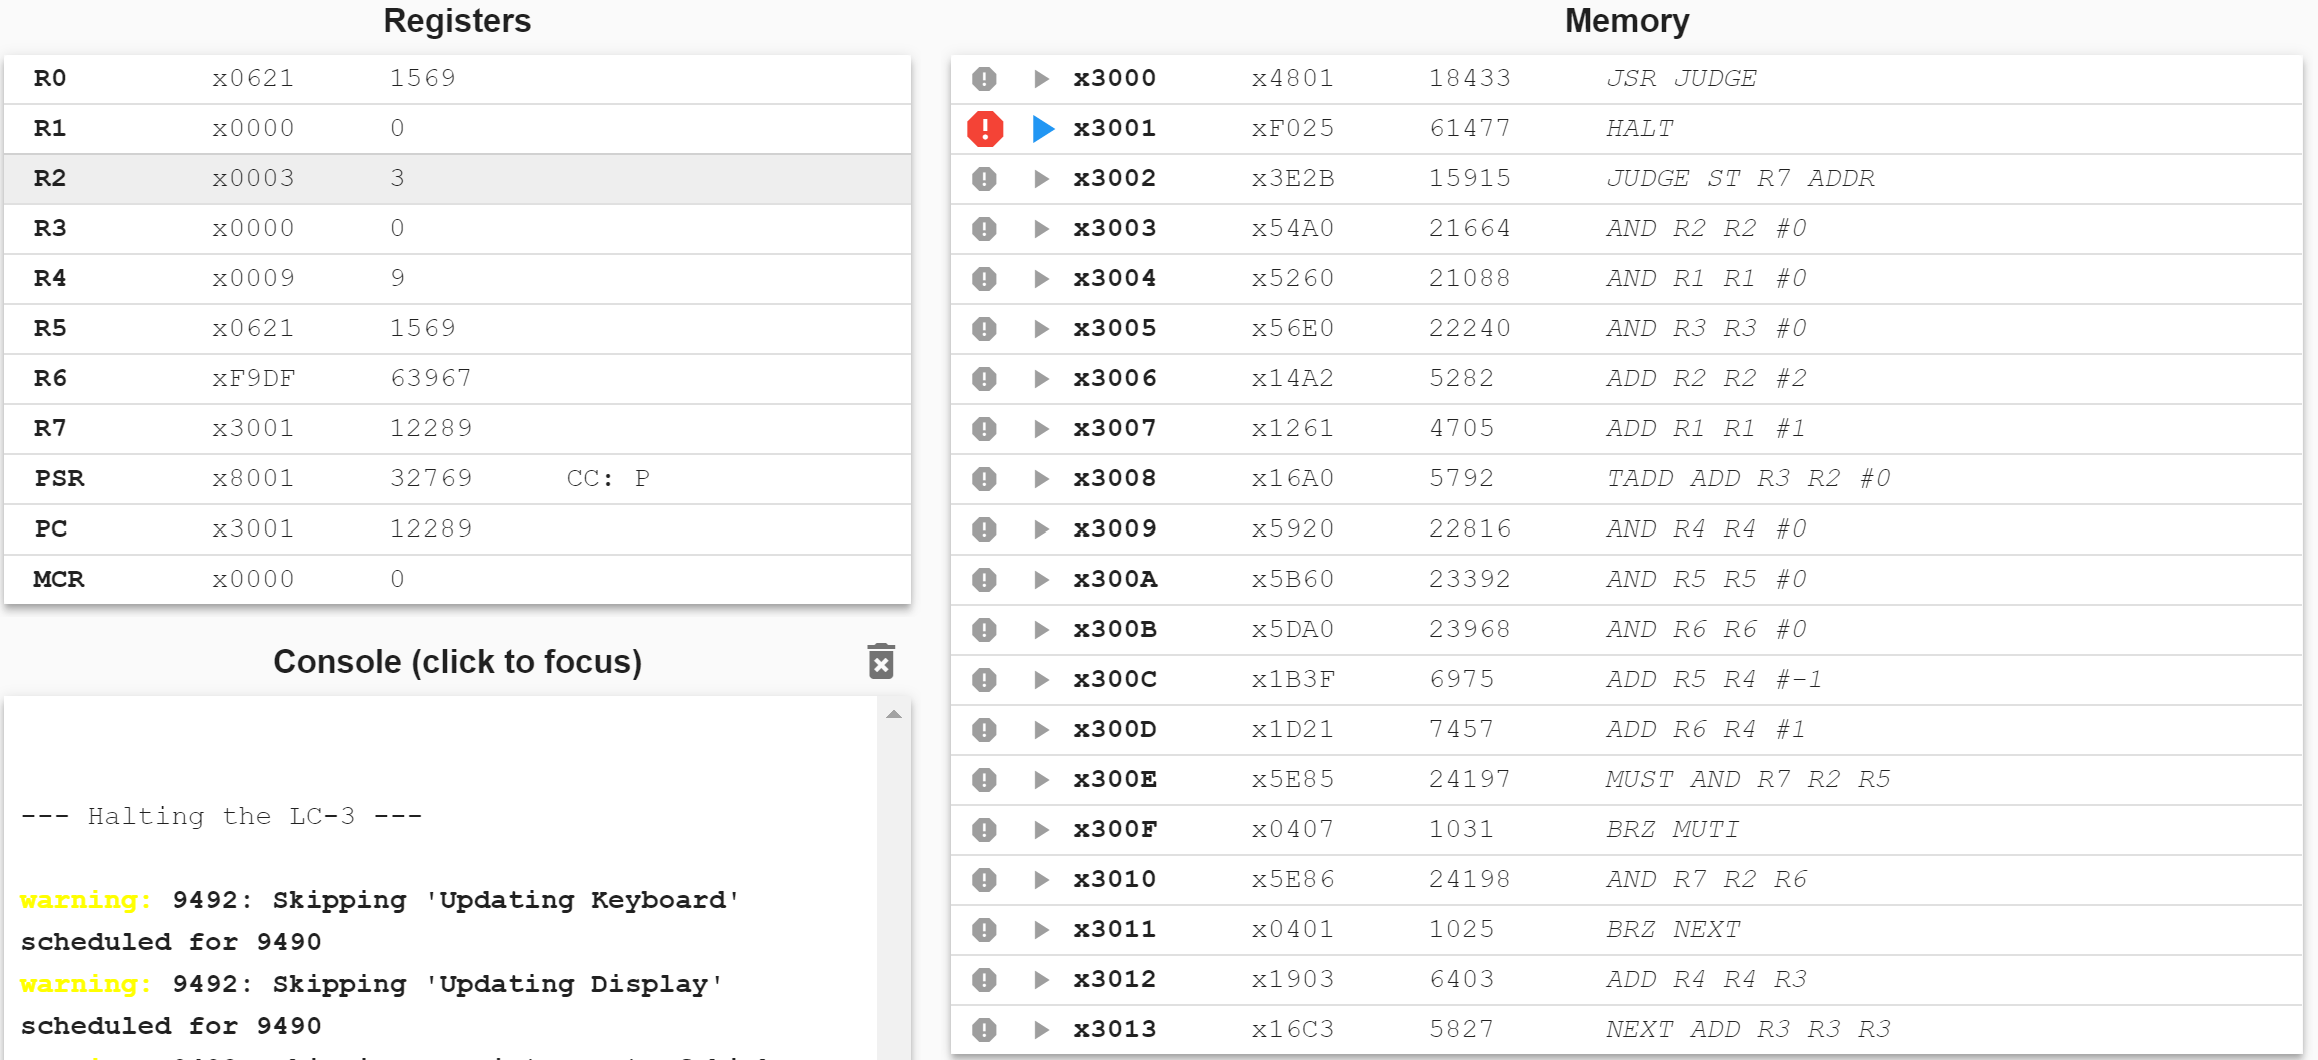 Registers
R0 x0621 1569
R1 x0000 0
R2 x0003 3
R3 x0000 0
R4 x0009 9
R5 x0621 1569
R6 xF9DF 63967
R7 x3001 12289
PSR x8001 32769 CC: P
PC x3001 12289
MCR x0000 0
Console (click to focus)
--- Halting the LC-3 ---
warning: 9492: Skipping 'Updating Keyboard'
scheduled for 9490
warning: 9492: Skipping 'Updating Display'
scheduled for 9490
Memory
x3000 x4801 18433 JSR JUDGE
x3001 xF025 61477 HALT
x3002 x3E2B 15915 JUDGE ST R7 ADDR
x3003 x54A0 21664 AND R2 R2 #0
x3004 x5260 21088 AND R1 R1 #0
x3005 x56E0 22240 AND R3 R3 #0
x3006 x14A2 5282 ADD R2 R2 #2
x3007 x1261 4705 ADD R1 R1 #1
x3008 x16A0 5792 TADD ADD R3 R2 #0
x3009 x5920 22816 AND R4 R4 #0
x300A x5B60 23392 AND R5 R5 #0
x300B x5DA0 23968 AND R6 R6 #0
x300C x1B3F 6975 ADD R5 R4 #-1
x300D x1D21 7457 ADD R6 R4 #1
x300E x5E85 24197 MUST AND R7 R2 R5
x300F x0407 1031 BRZ MUTI
x3010 x5E86 24198 AND R7 R2 R6
x3011 x0401 1025 BRZ NEXT
x3012 x1903 6403 ADD R4 R4 R3
x3013 x16C3 5827 NEXT ADD R3 R3 R3